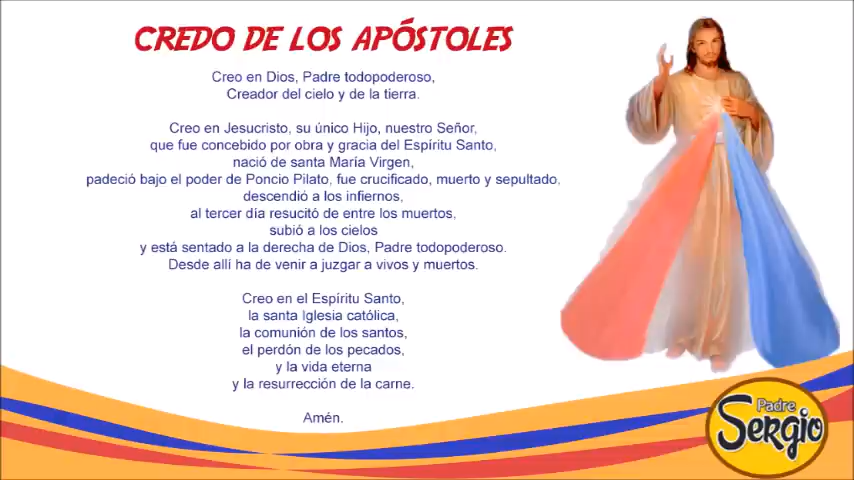 CREDO DE LOS APÓSTOLES
Creo en Dios, Padre todopoderoso,
Creador del cielo y de la tierra.
Creo en Jesucristo, su único Hijo, nuestro Señor,
que fue concebido por obra y gracia del Espíritu Santo,
nació de santa María Virgen,
padeció bajo el poder de Poncio Pilato, fue crucificado, muerto y sepultado,
descendió a los infiernos,
al tercer día resucitó de entre los muertos,
subió a los cielos
y está sentado a la derecha de Dios, Padre todopoderoso.
Desde allí ha de venir a juzgar a vivos y muertos.
Creo en el Espíritu Santo,
la santa Iglesia católica,
la comunión de los santos,
el perdón de los pecados,
y la vida eterna
y la resurrección de la carne.
Amén.
Padre
Sergio